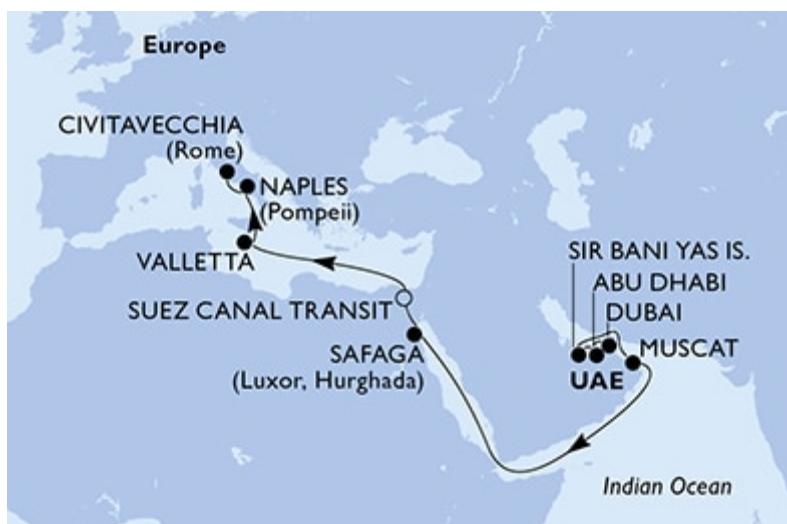 Europe
CIVITAVECCHIA
(Rome)
NAPLES
(Pompeii)
VALLETTA
SUEZ CANAL TRANSIT
SAFAGA
(Luxor, Hurghada)
SIR BANI YAS IS.
ABU DHABI
DUBAI
MUSCAT
UAE
Indian Ocean